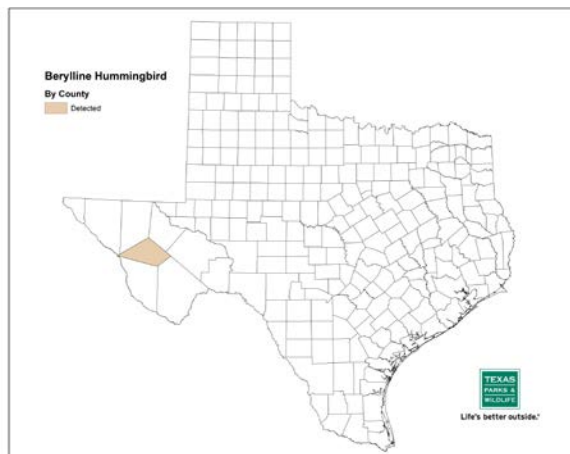 Berylline Hummingbird
By County
Detected
TEXAS
PARKS &
WILDLIFE
Life's better outside.®